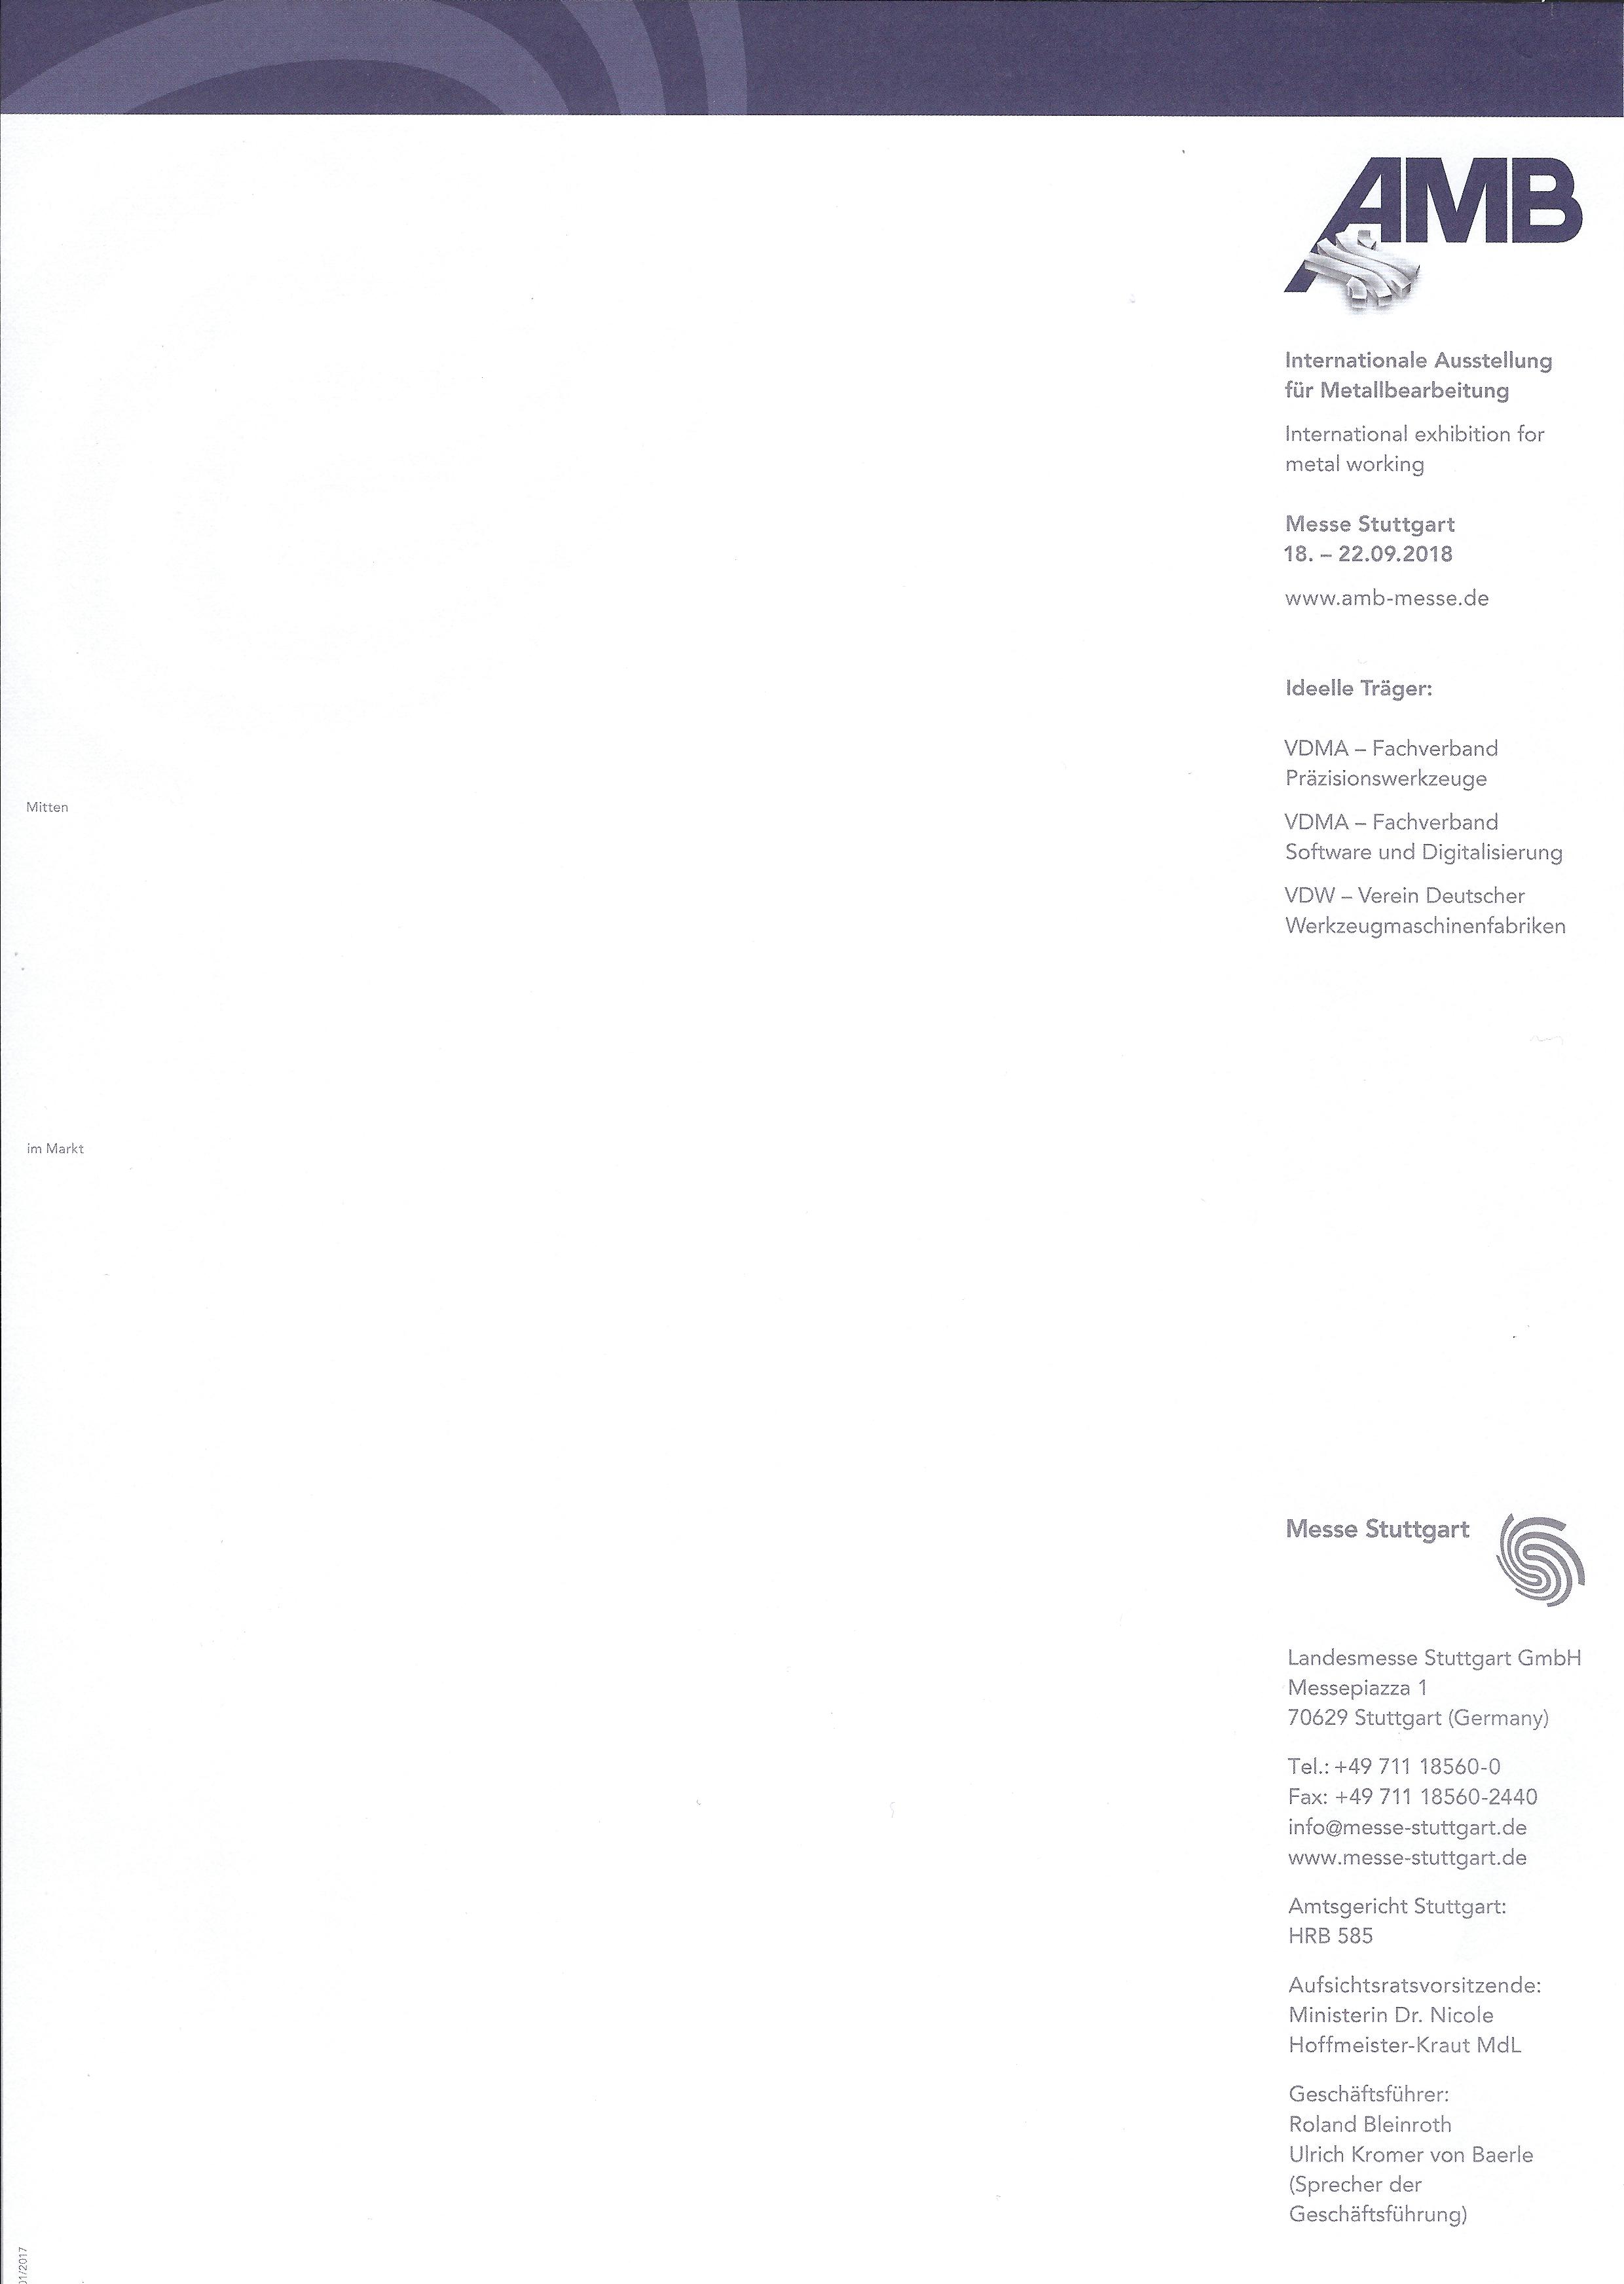 AMB
Internationale Ausstellung
für Metallbearbeitung
International exhibition for
metal working
Messe Stuttgart
18. – 22.09.2018
www.amb-messe.de
Ideelle Träger:
VDMA – Fachverband
Präzisionswerkzeuge
VDMA – Fachverband
Software und Digitalisierung
VDW – Verein Deutscher
Werkzeugmaschinenfabriken
Mitten
im Markt
Messe Stuttgart
Landesmesse Stuttgart GmbH
Messepiazza 1
70629 Stuttgart (Germany)
Tel.: +49 711 18560-0
Fax: +49 711 18560-2440
info@messe-stuttgart.de
www.messe-stuttgart.de
Amtsgericht Stuttgart:
HRB 585
Aufsichtsratsvorsitzende:
Ministerin Dr. Nicole
Hoffmeister-Kraut MdL
Geschäftsführer:
Roland Bleinroth
Ulrich Kromer von Baerle
(Sprecher der
Geschäftsführung)
01/2017